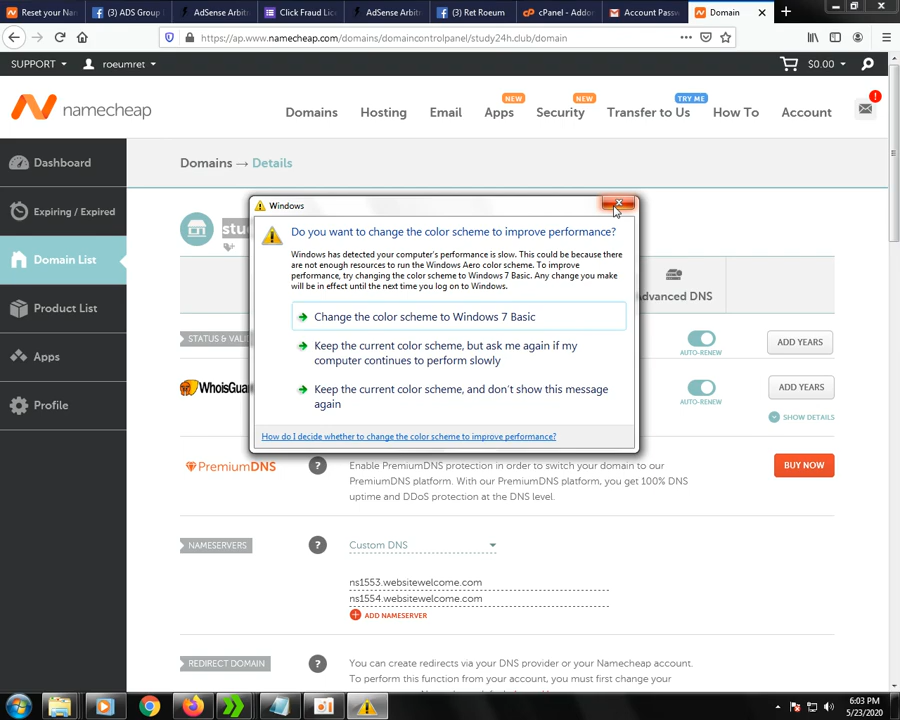 Reset your Nam
(3) ADS Group
AdSense Arbitr
Click Fraud Lice
AdSense Arbitr
(3) Ret Roeum
cPanel - Addo
Account Passw
Domain
https://ap.www.namecheap.com/domains/domaincontrolpanel/study24h.club/domain
SUPPORT
roeumret
$0.00
namecheap
Domains
Hosting
Email
NEW
Apps
NEW
Security
TRY ME
Transfer to Us
How To
Account
!
Dashboard
Expiring / Expired
Domain List
Product List
Apps
Profile
Domains → Details
stu
Windows
Do you want to change the color scheme to improve performance?
Windows has detected your computer's performance is slow. This could be because there
are not enough resources to run the Windows Aero color scheme. To improve
performance, try changing the color scheme to Windows 7 Basic. Any change you make
will be in effect until the next time you log on to Windows.
Change the color scheme to Windows 7 Basic
Keep the current color scheme, but ask me again if my
computer continues to perform slowly
Keep the current color scheme, and don't show this message
again
How do I decide whether to change the color scheme to improve performance?
dvanced DNS
STATUS & VALI
AUTO-RENEW
ADD YEARS
WhoisGua
AUTO-RENEW
ADD YEARS
SHOW DETAILS
PremiumDNS
?
Enable PremiumDNS protection in order to switch your domain to our
PremiumDNS platform. With our PremiumDNS platform, you get 100% DNS
uptime and DDoS protection at the DNS level.
BUY NOW
NAMESERVERS
?
Custom DNS
ns1553.websitewelcome.com
ns1554.websitewelcome.com
ADD NAMESERVER
REDIRECT DOMAIN
?
You can create redirects via your DNS provider or your Namecheap account.
To perform this function from your account, you must first change your
6:03 PM
5/23/2020